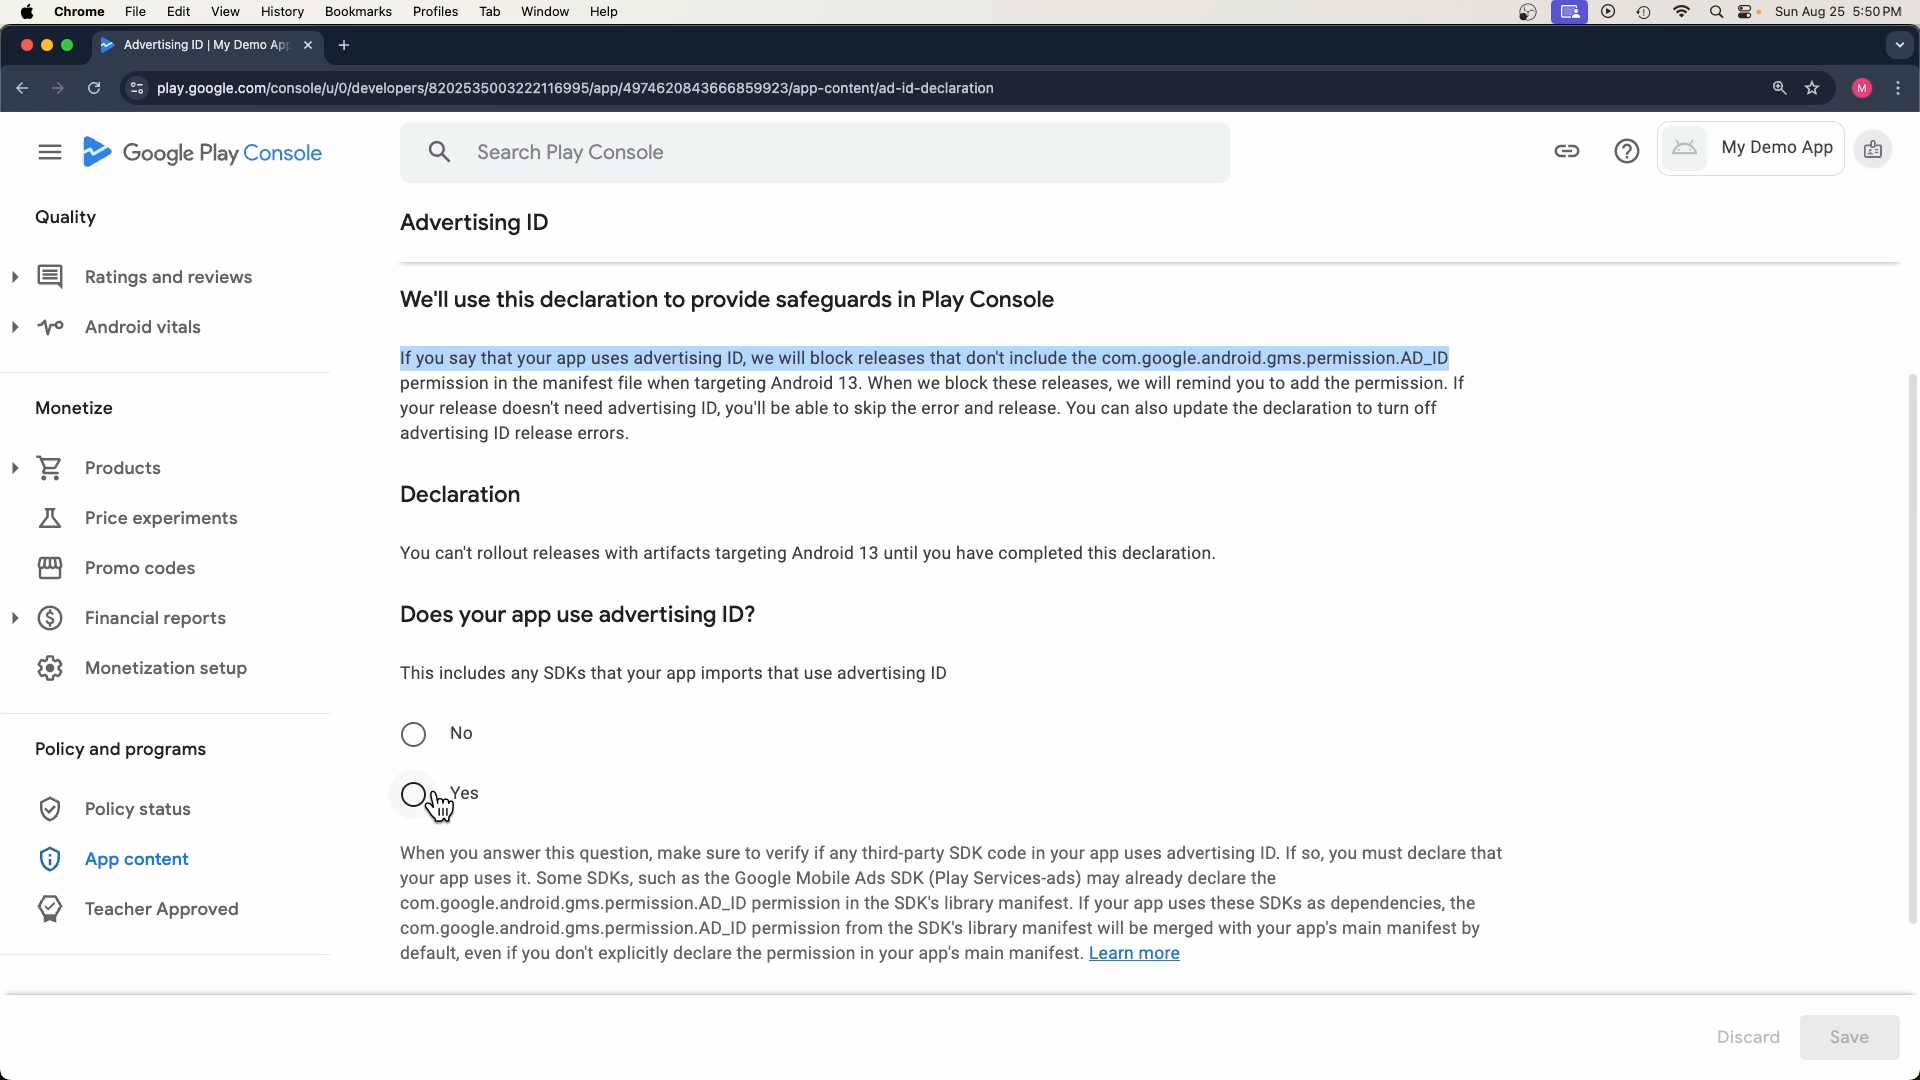 Chrome File Edit View History Bookmarks Profiles Tab Window Help Sun Aug 25 5:50 PM
Advertising ID | My Demo App
play.google.com/console/u/0/developers/8202535003222116995/app/4974620843666859923/app-content/ad-id-declaration
M
Google Play Console
Search Play Console
My Demo App
Quality
Ratings and reviews
Android vitals
Monetize
Products
Price experiments
Promo codes
Financial reports
Monetization setup
Policy and programs
Policy status
App content
Teacher Approved
Advertising ID
We'll use this declaration to provide safeguards in Play Console
If you say that your app uses advertising ID, we will block releases that don't include the com.google.android.gms.permission.AD_ID
permission in the manifest file when targeting Android 13. When we block these releases, we will remind you to add the permission. If
your release doesn't need advertising ID, you'll be able to skip the error and release. You can also update the declaration to turn off
advertising ID release errors.
Declaration
You can't rollout releases with artifacts targeting Android 13 until you have completed this declaration.
Does your app use advertising ID?
This includes any SDKs that your app imports that use advertising ID
No
Yes
When you answer this question, make sure to verify if any third-party SDK code in your app uses advertising ID. If so, you must declare that
your app uses it. Some SDKs, such as the Google Mobile Ads SDK (Play Services-ads) may already declare the
com.google.android.gms.permission.AD_ID permission in the SDK's library manifest. If your app uses these SDKs as dependencies, the
com.google.android.gms.permission.AD_ID permission from the SDK's library manifest will be merged with your app's main manifest by
default, even if you don't explicitly declare the permission in your app's main manifest. Learn more
Discard
Save